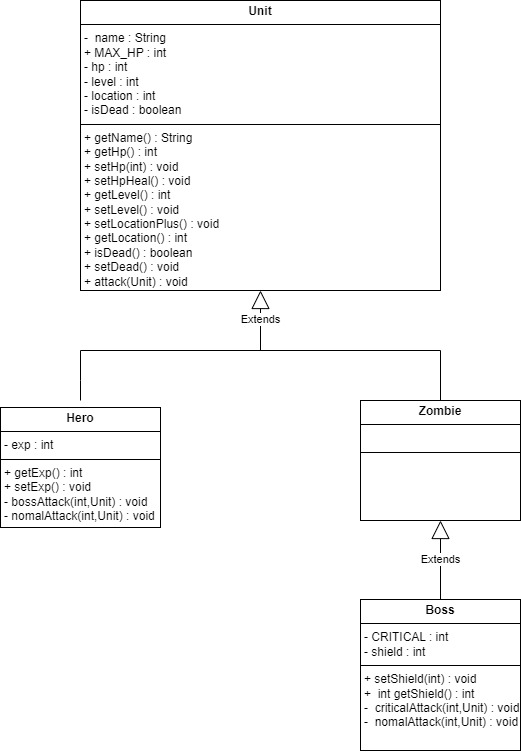 Unit
- name : String
+ MAX_HP : int
- hp : int
- level : int
- location : int
- isDead : boolean
+ getName() : String
+ getHp() : int
+ setHp(int) : void
+ setHpHeal() : void
+ getLevel() : int
+ setLevel() : void
+ setLocationPlus() : void
+ getLocation() : int
+ isDead() : boolean
+ setDead() : void
+ attack(Unit) : void
Extends
Hero
- exp : int
+ getExp() : int
+ setExp() : void
- bossAttack(int,Unit) : void
- nomalAttack(int,Unit) : void
Zombie
Extends
Boss
- CRITICAL : int
- shield : int
+ setShield(int) : void
+ int getShield() : int
- criticalAttack(int,Unit) : void
- nomalAttack(int,Unit) : void